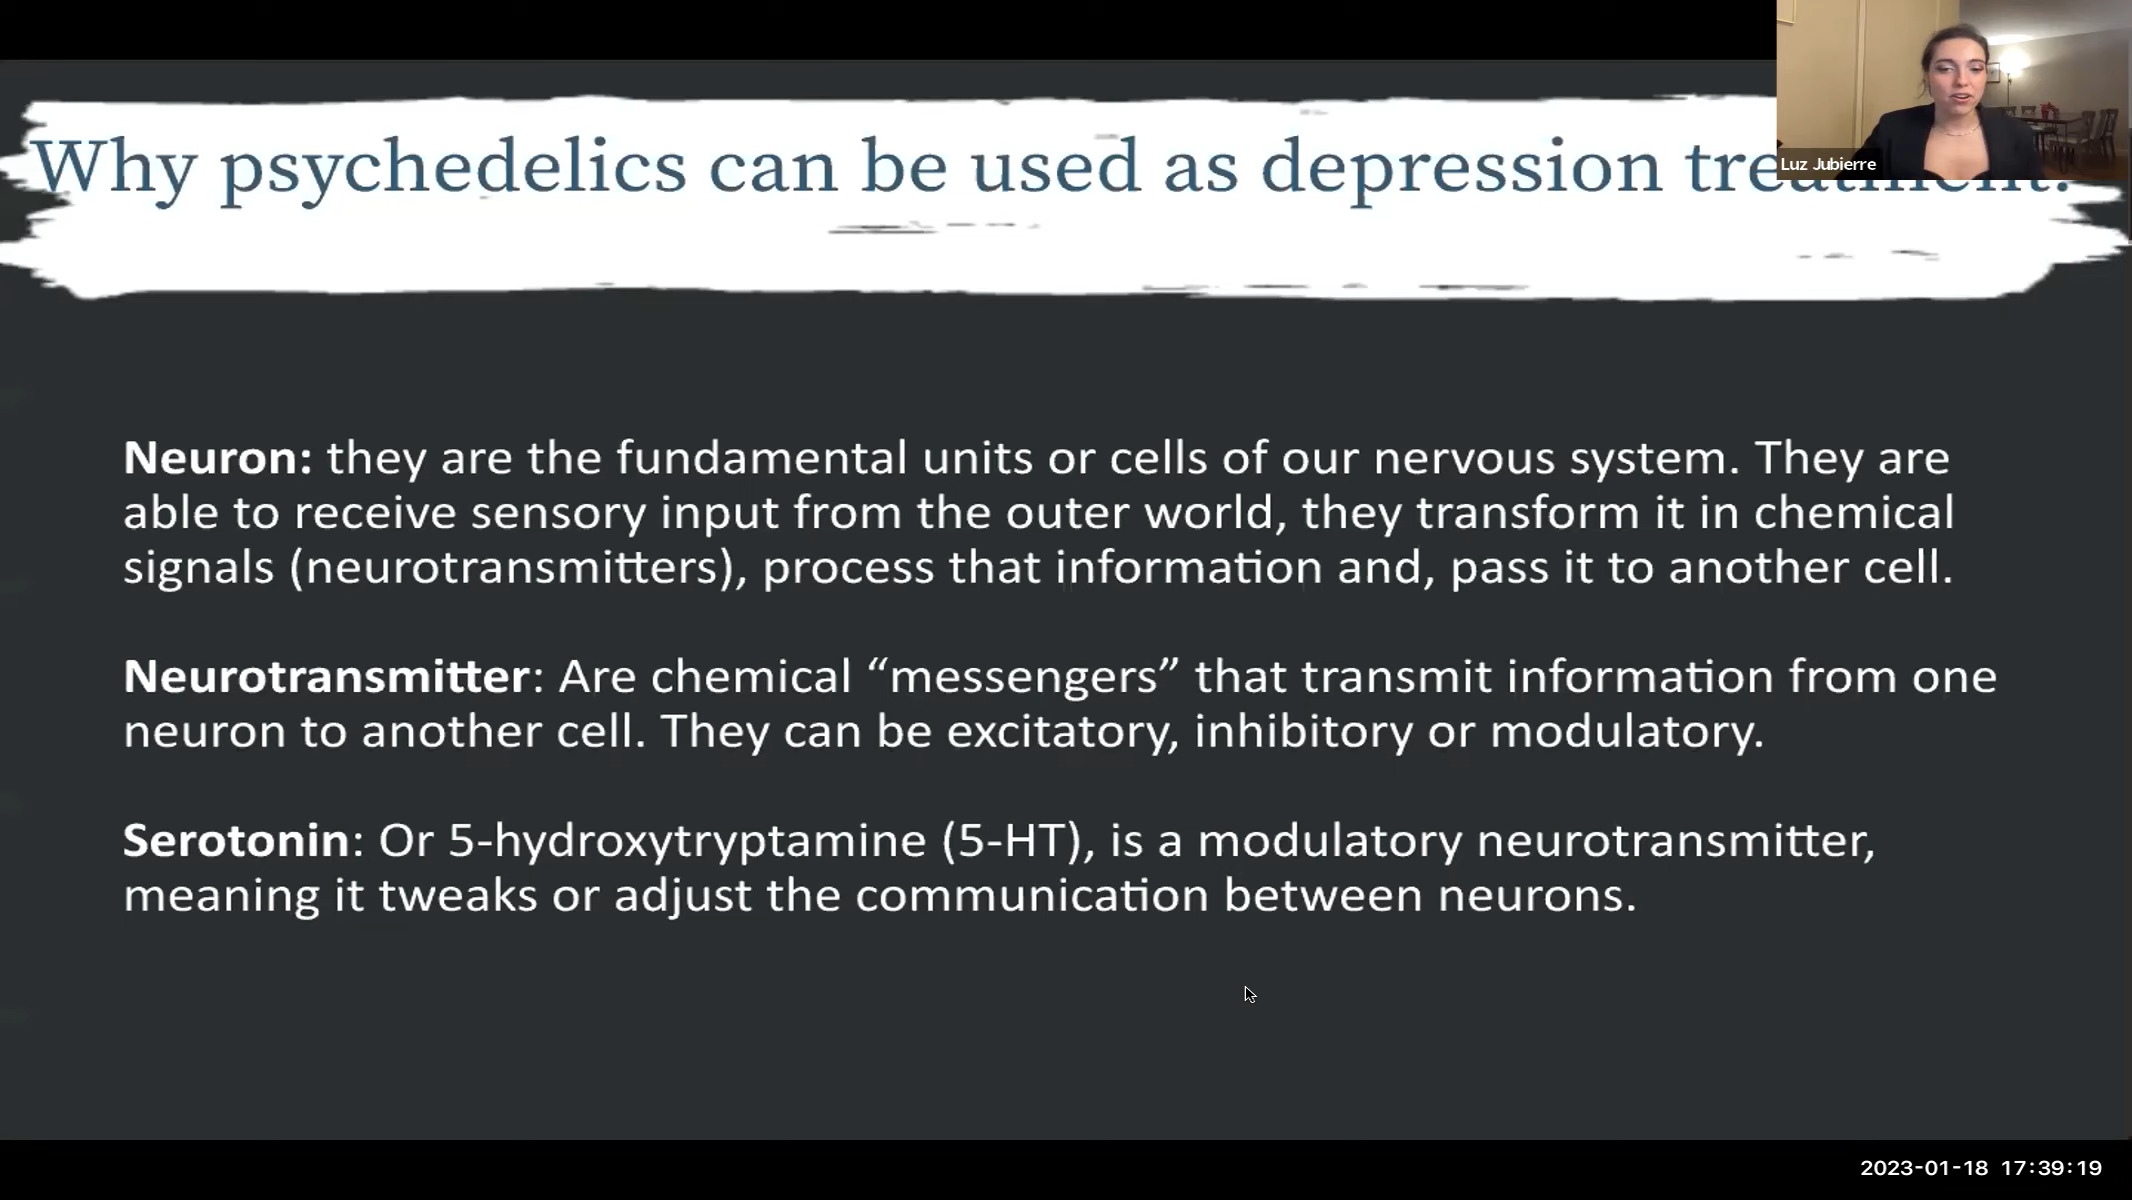 Why psychedelics can be used as depression treatment.
Luz Jubierre
Neuron: they are the fundamental units or cells of our nervous system. They are
able to receive sensory input from the outer world, they transform it in chemical
signals (neurotransmitters), process that information and, pass it to another cell.
Neurotransmitter: Are chemical “messengers” that transmit information from one
neuron to another cell. They can be excitatory, inhibitory or modulatory.
Serotonin: Or 5-hydroxytryptamine (5-HT), is a modulatory neurotransmitter,
meaning it tweaks or adjust the communication between neurons.
2023-01-18 17:39:19